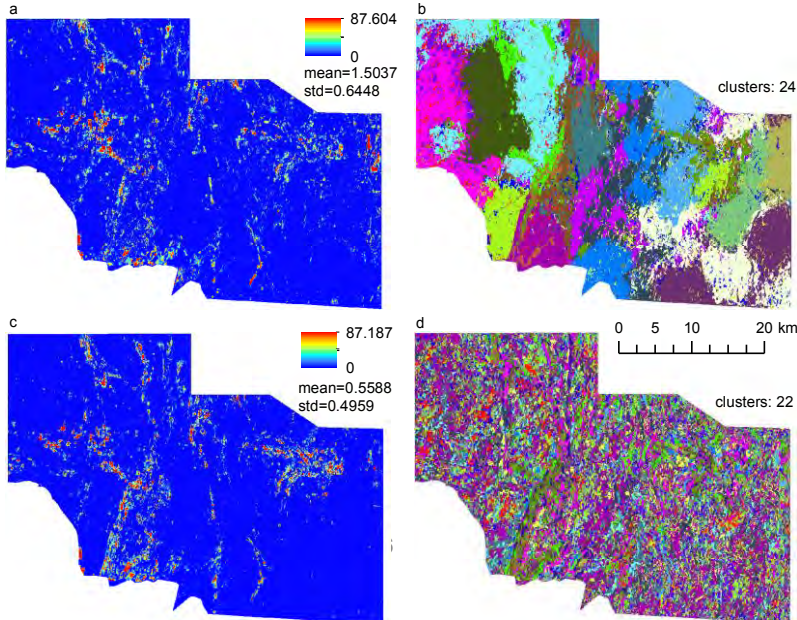 a
87.604
0
mean=1.5037
std=0.6448
b
clusters: 24
c
87.187
0
mean=0.5588
std=0.4959
d
0 5 10 20 km
clusters: 22